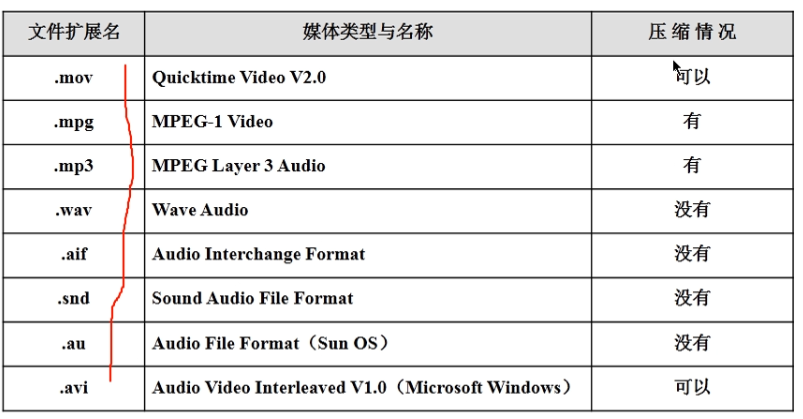 文件扩展名 媒体类型与名称 压缩情况
.mov Quicktime Video V2.0 可以
.mpg MPEG-1 Video 有
.mp3 MPEG Layer 3 Audio 有
.wav Wave Audio 没有
.aif Audio Interchange Format 没有
.snd Sound Audio File Format 没有
.au Audio File Format（Sun OS） 没有
.avi Audio Video Interleaved V1.0（Microsoft Windows） 可以